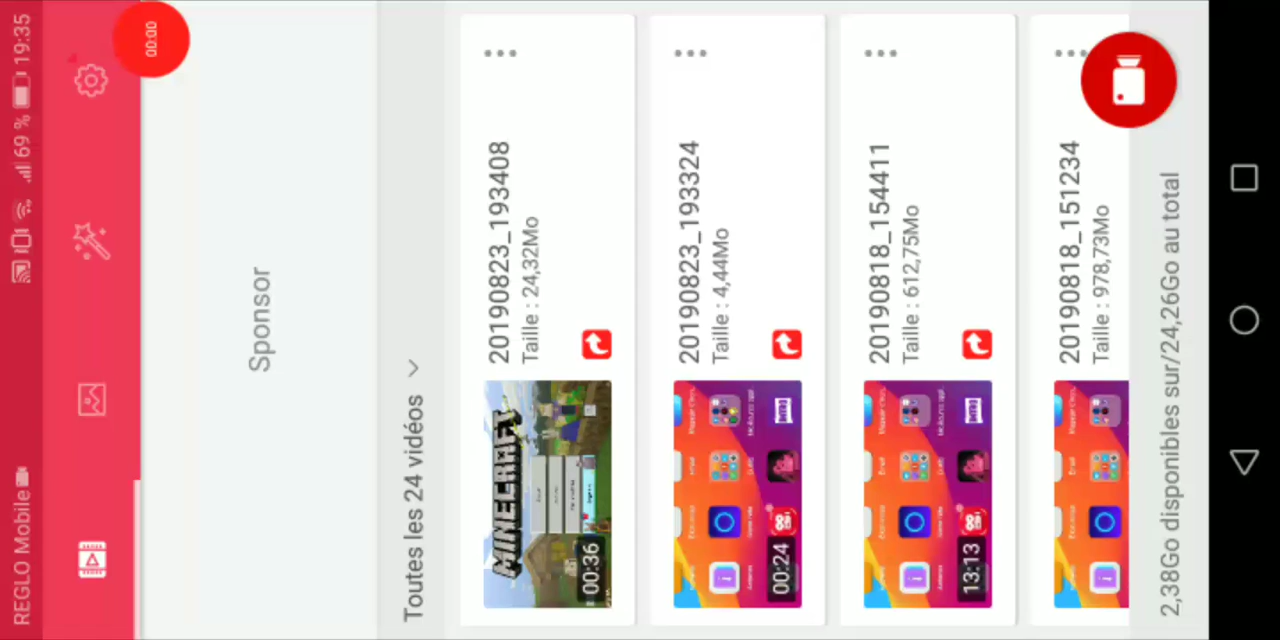 REGLO Mobile 69 % 19:35
00:00
Sponsor
Toutes les 24 vidéos
20190823_193408
Taille : 24,32Mo
MINECRAFT
00:36
20190823_193324
Taille : 4,44Mo
00:24
20190818_154411
Taille : 612,75Mo
13:13
20190818_151234
Taille : 978,73Mo
2,38Go disponibles sur/24,26Go au total